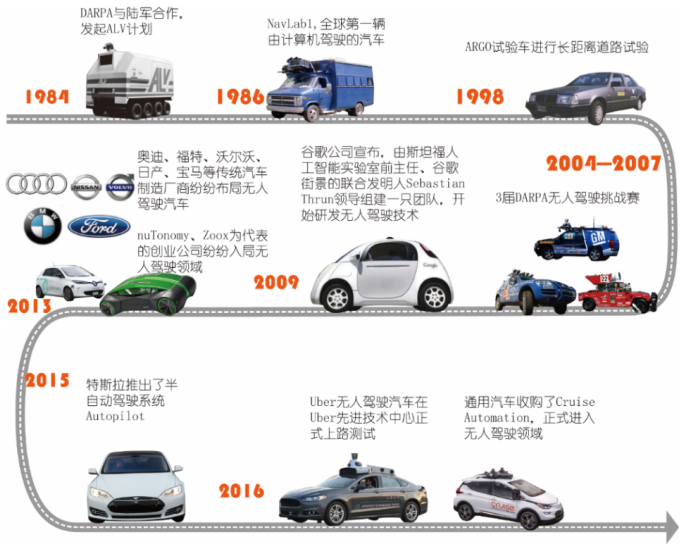 DARPA与陆军合作,
发起ALV计划
1984
ALV
NavLab1,全球第一辆
由计算机驾驶的汽车
1986
ARGO试验车进行长距离道路试验
1998
2004—2007
3届DARPA无人驾驶挑战赛
GM
22
谷歌公司宣布,由斯坦福人
工智能实验室前主任、谷歌
街景的联合发明人Sebastian
Thrun领导组建一只团队,开
始研发无人驾驶技术
2009
Google
奥迪、福特、沃尔沃、
日产、宝马等传统汽车
制造厂商纷纷布局无人
驾驶汽车
NISSAN
VOLVO
BMW
Ford
nuTonomy、Zoox为代表
的创业公司纷纷入局无
人驾驶领域
2013
2015
特斯拉推出了半
自动驾驶系统
Autopilot
2016
Uber无人驾驶汽车在
Uber先进技术中心正
式上路测试
通用汽车收购了Cruise
Automation,正式进入
无人驾驶领域
cruise